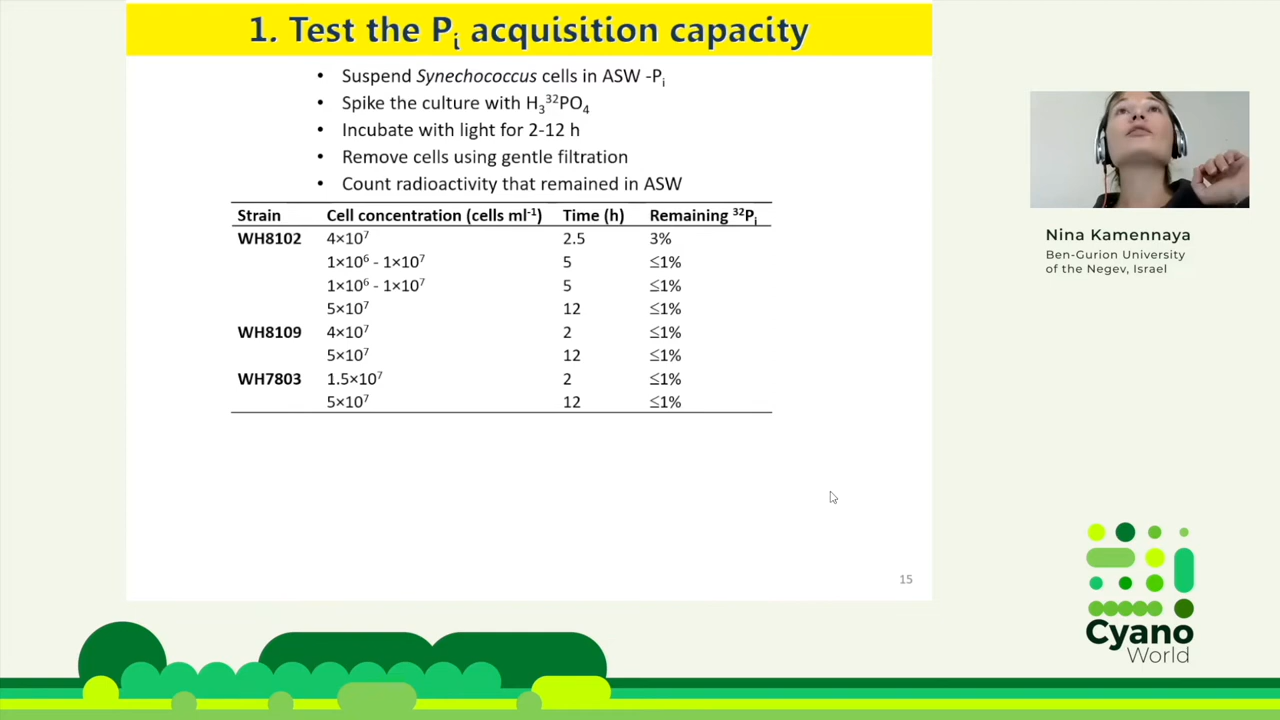 1. Test the Pi acquisition capacity
• Suspend Synechococcus cells in ASW -Pi
• Spike the culture with H₃³²PO₄
• Incubate with light for 2-12 h
• Remove cells using gentle filtration
• Count radioactivity that remained in ASW
Strain Cell concentration (cells ml⁻¹) Time (h) Remaining ³²Pi
WH8102 4×10⁷ 2.5 3%
1×10⁶ - 1×10⁷ 5 ≤1%
1×10⁶ - 1×10⁷ 5 ≤1%
5×10⁷ 12 ≤1%
WH8109 4×10⁷ 2 ≤1%
5×10⁷ 12 ≤1%
WH7803 1.5×10⁷ 2 ≤1%
5×10⁷ 12 ≤1%
15
Nina Kamennaya
Ben-Gurion University
of the Negev, Israel
Cyano
World